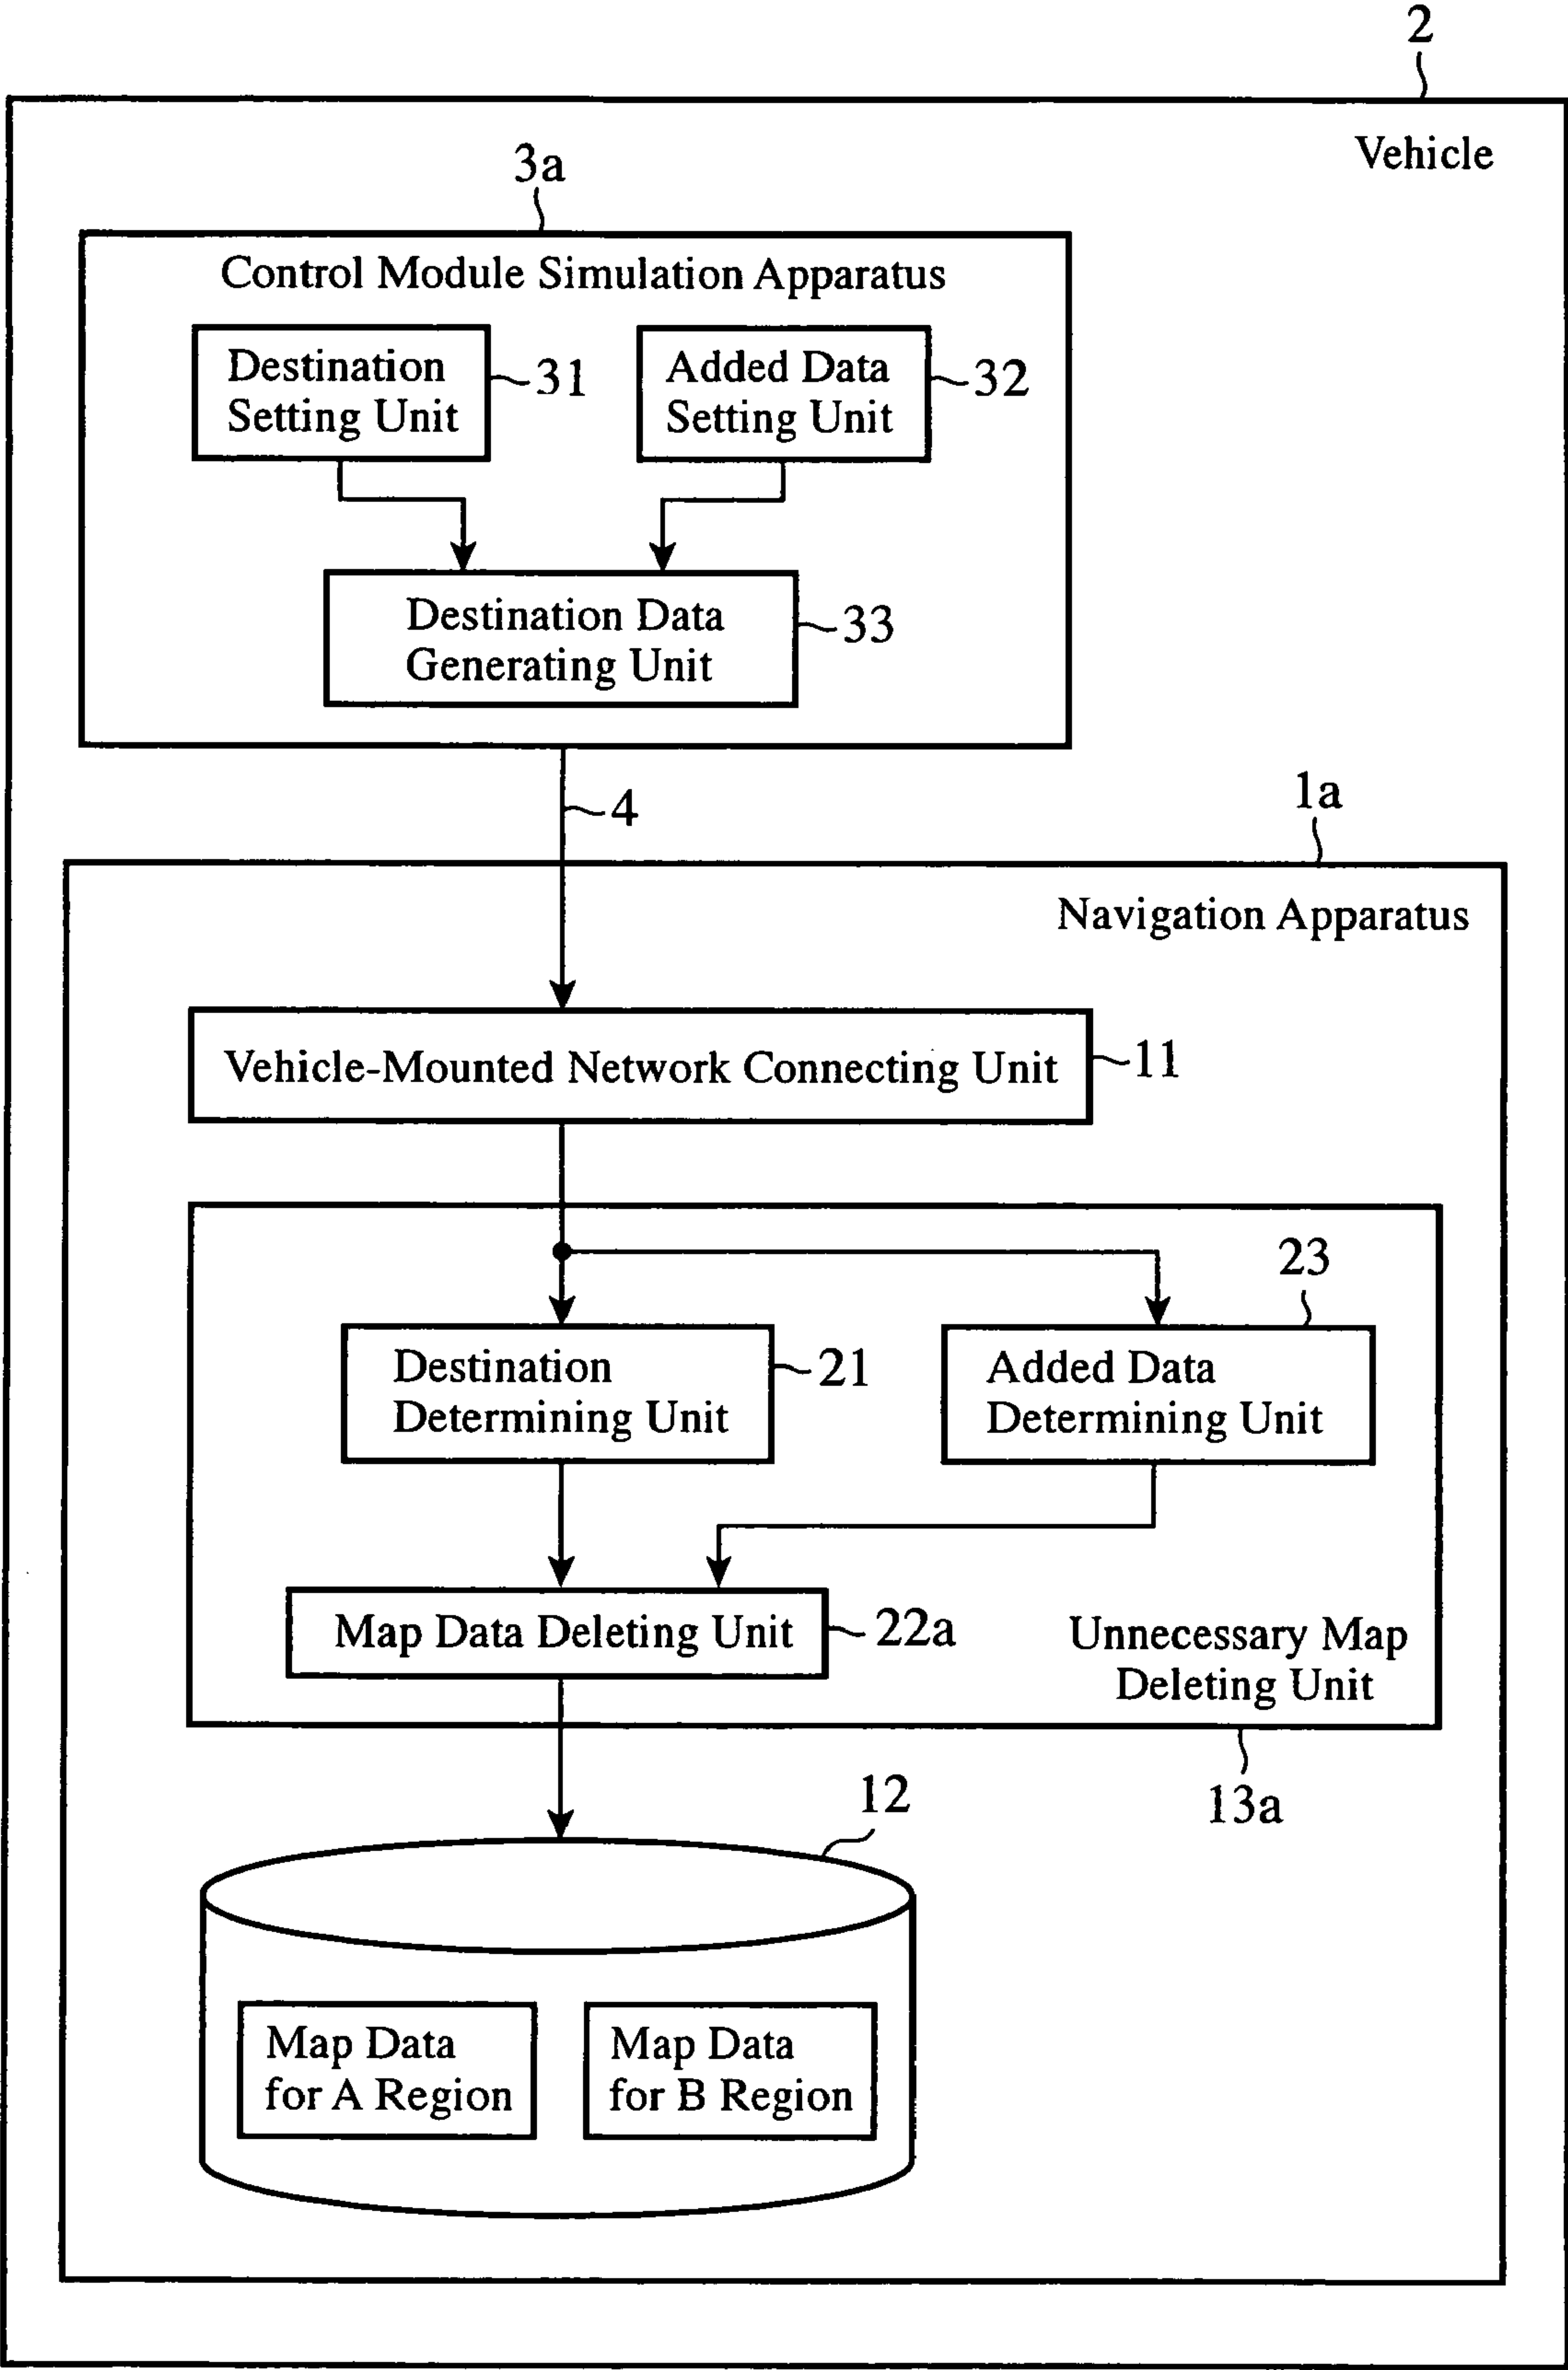 2
Vehicle
3a
Control Module Simulation Apparatus
Destination
Setting Unit
31
Added Data
Setting Unit
32
Destination Data
Generating Unit
33
4
1a
Navigation Apparatus
Vehicle-Mounted Network Connecting Unit
11
23
Destination
Determining Unit
21
Added Data
Determining Unit
Map Data Deleting Unit
22a
Unnecessary Map
Deleting Unit
13a
12
Map Data
for A Region
Map Data
for B Region